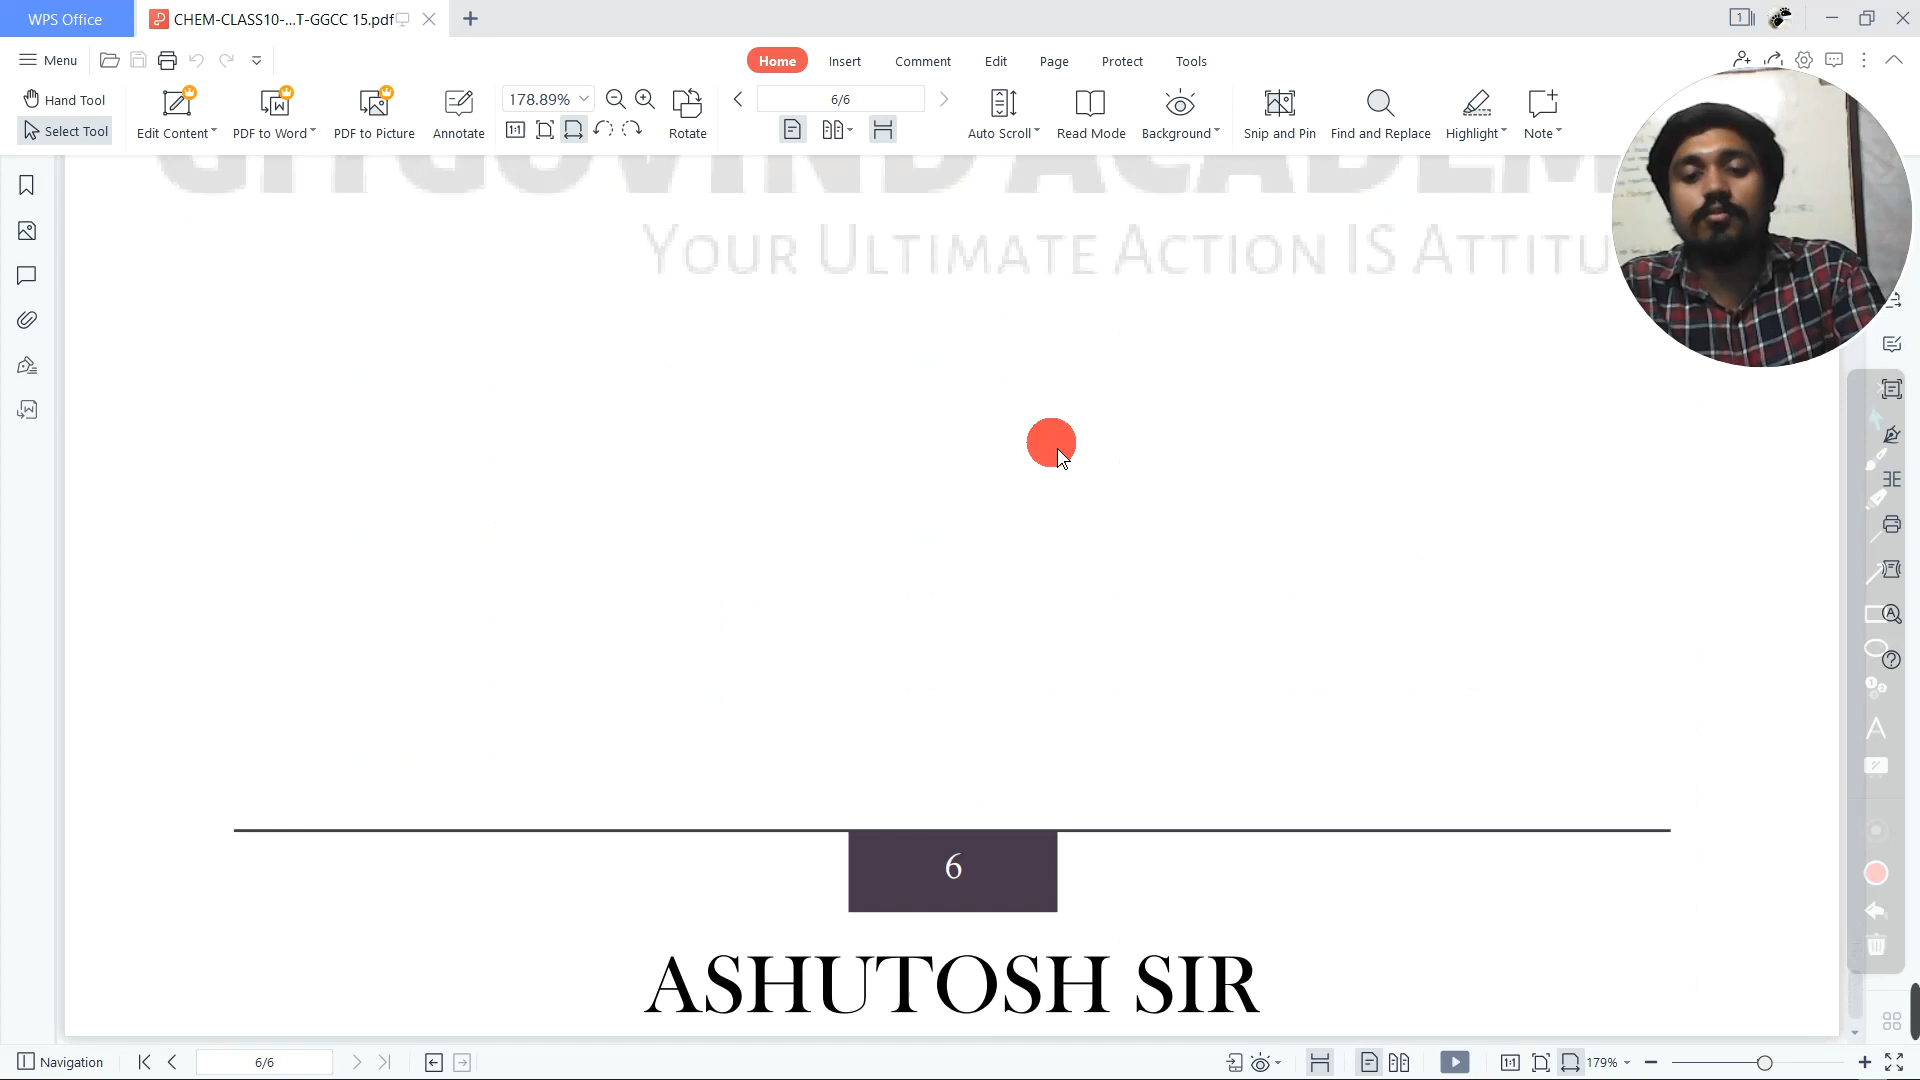 WPS Office
CHEM-CLASS10-...T-GGCC 15.pdf
Menu
Home
Insert
Comment
Edit
Page
Protect
Tools
Hand Tool
Select Tool
Edit Content
PDF to Word
PDF to Picture
Annotate
178.89%
Rotate
6/6
Auto Scroll
Read Mode
Background
Snip and Pin
Find and Replace
Highlight
Note
YOUR ULTIMATE ACTION IS ATTITU
6
ASHUTOSH SIR
Navigation
6/6
179%